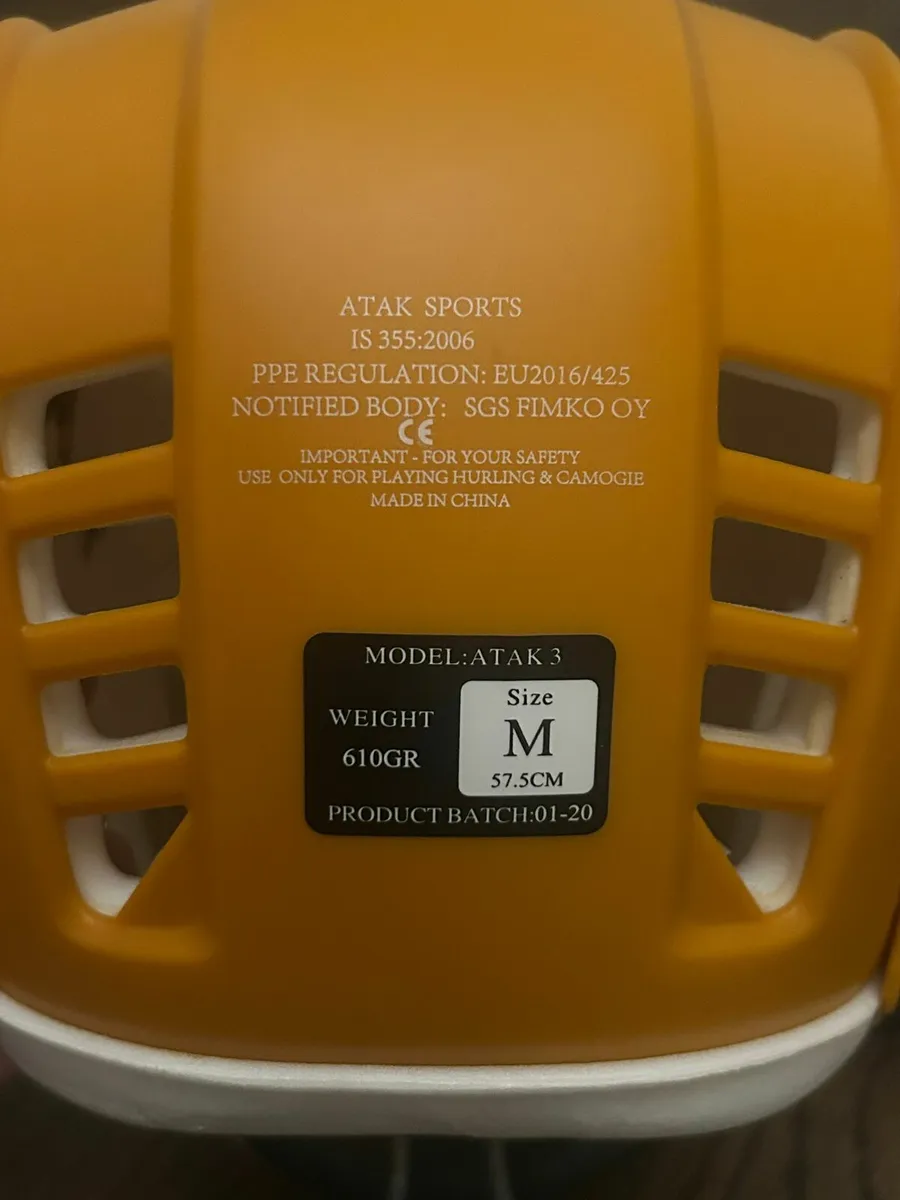 ATAK SPORTS
IS 355:2006
PPE REGULATION: EU2016/425
NOTIFIED BODY: SGS FIMKO OY
CE
IMPORTANT - FOR YOUR SAFETY
USE ONLY FOR PLAYING HURLING & CAMOGIE
MADE IN CHINA
MODEL:ATAK 3
WEIGHT
610GR
Size
M
57.5CM
PRODUCT BATCH:01-20